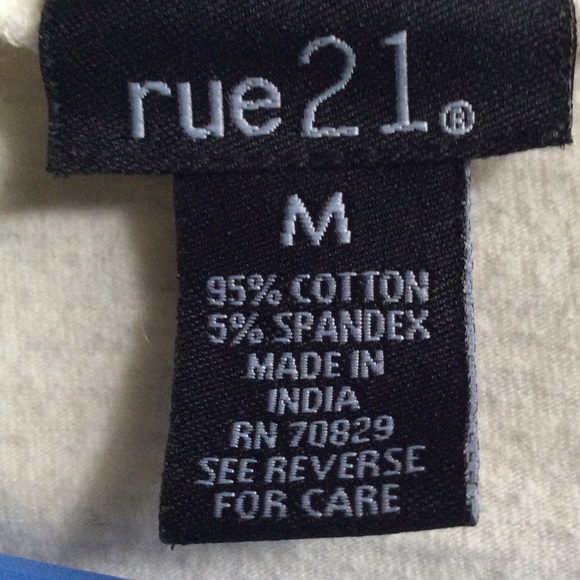 rue21®
M
95% COTTON
5% SPANDEX
MADE IN
INDIA
RN 70829
SEE REVERSE
FOR CARE